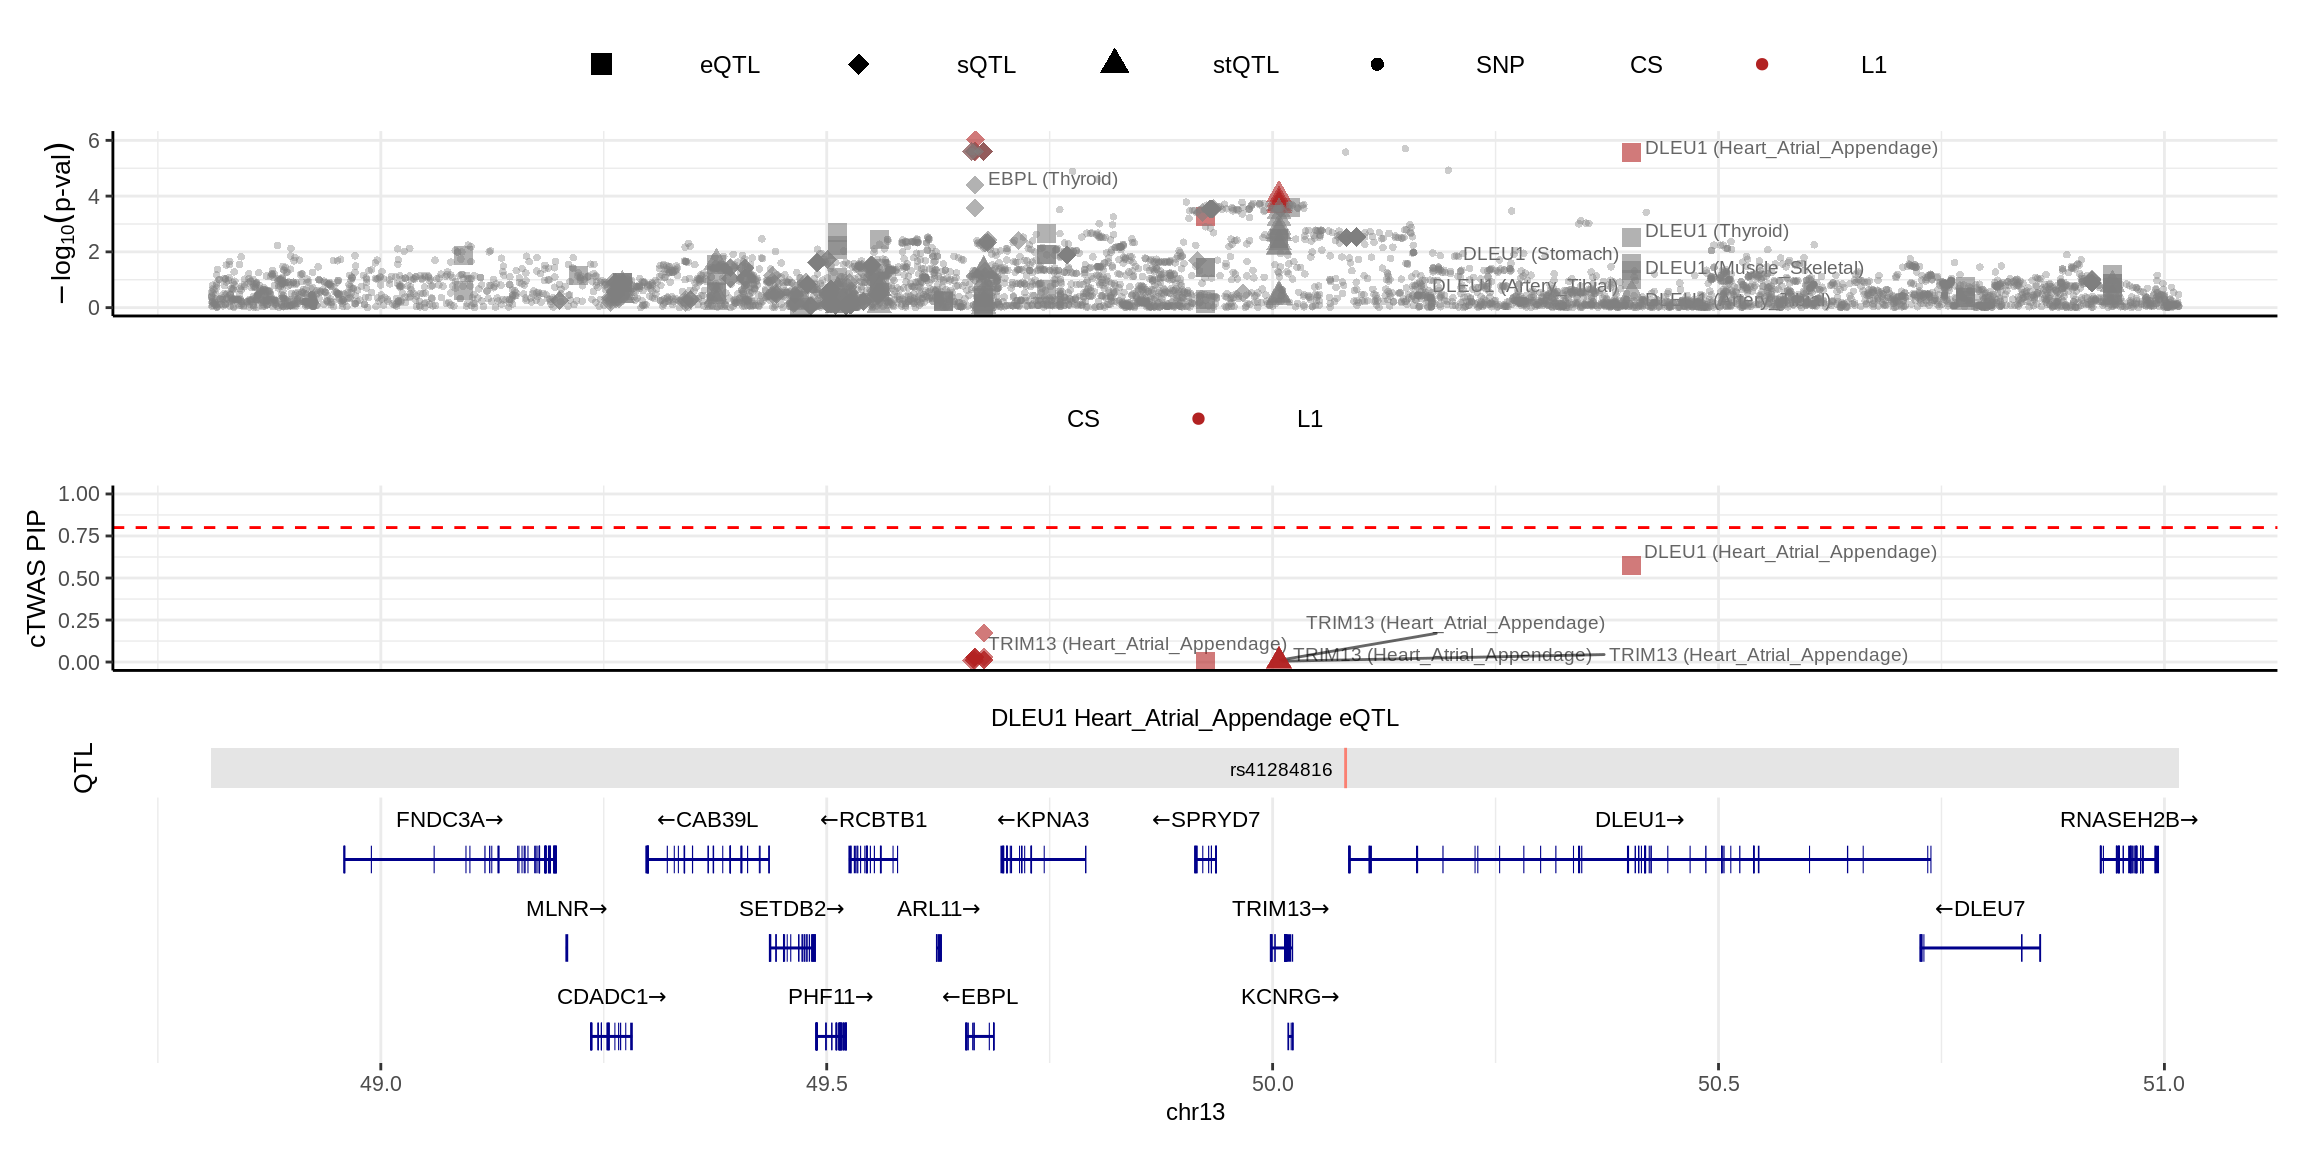 eQTL sQTL stQTL SNP CS L1
−log10(p-val)
6
4
2
0
DLEU1 (Heart_Atrial_Appendage)
EBPL (Thyroid)
DLEU1 (Thyroid)
DLEU1 (Stomach)
DLEU1 (Muscle_Skeletal)
DLEU1 (Artery_Tibial)
DLEU1 (Artery_Tibial)
CS L1
cTWAS PIP
1.00
0.75
0.50
0.25
0.00
DLEU1 (Heart_Atrial_Appendage)
TRIM13 (Heart_Atrial_Appendage)
TRIM13 (Heart_Atrial_Appendage)
TRIM13 (Heart_Atrial_Appendage)
TRIM13 (Heart_Atrial_Appendage)
DLEU1 Heart_Atrial_Appendage eQTL
QTL
rs41284816
FNDC3A→ ←CAB39L ←RCBTB1 ←KPNA3 ←SPRYD7 DLEU1→ RNASEH2B→
MLNR→ SETDB2→ ARL11→ TRIM13→ ←DLEU7
CDADC1→ PHF11→ ←EBPL KCNRG→
49.0 49.5 50.0 50.5 51.0
chr13